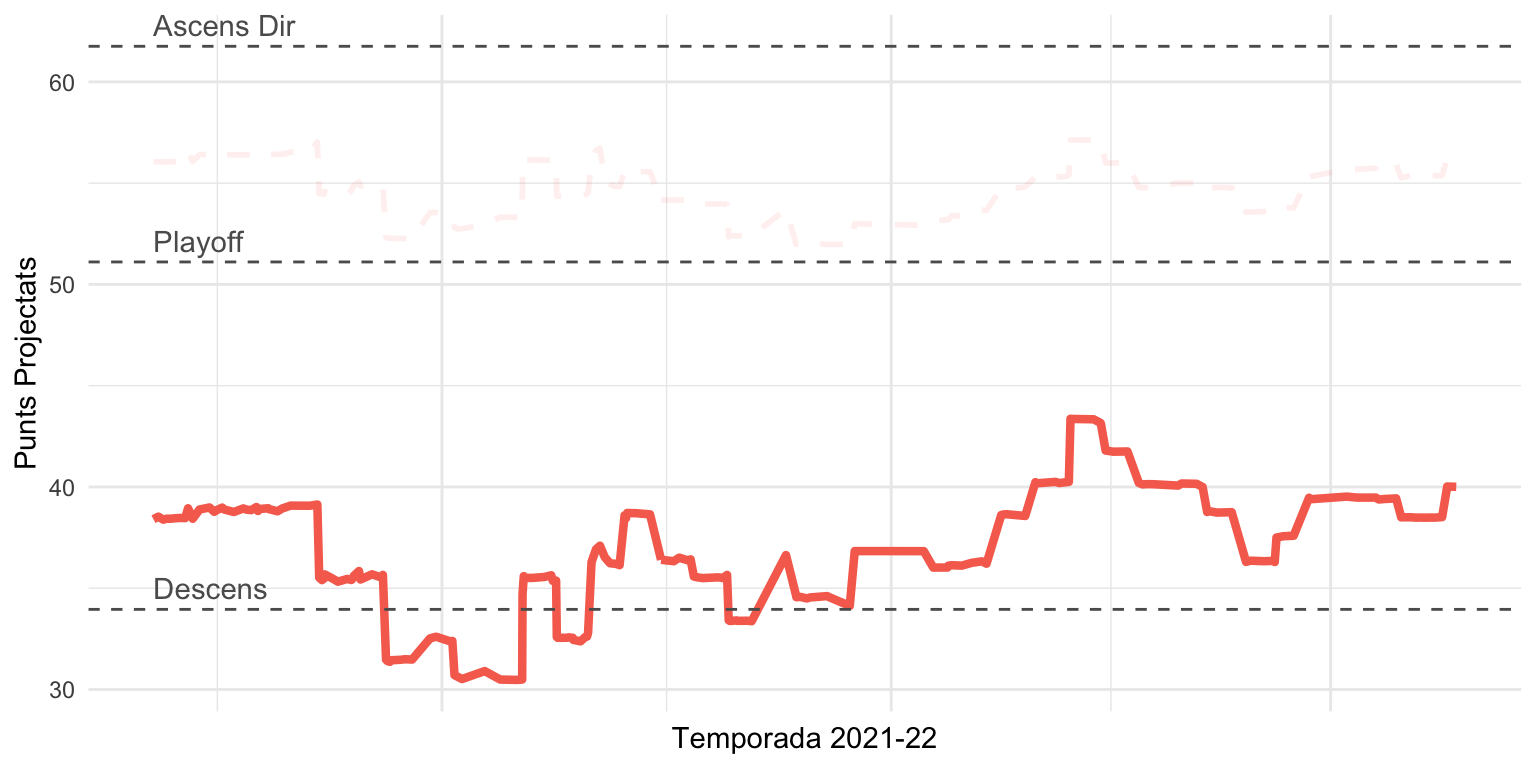 Ascens Dir
60
Playoff
50
Punts Projectats
40
Descens
30
Temporada 2021-22